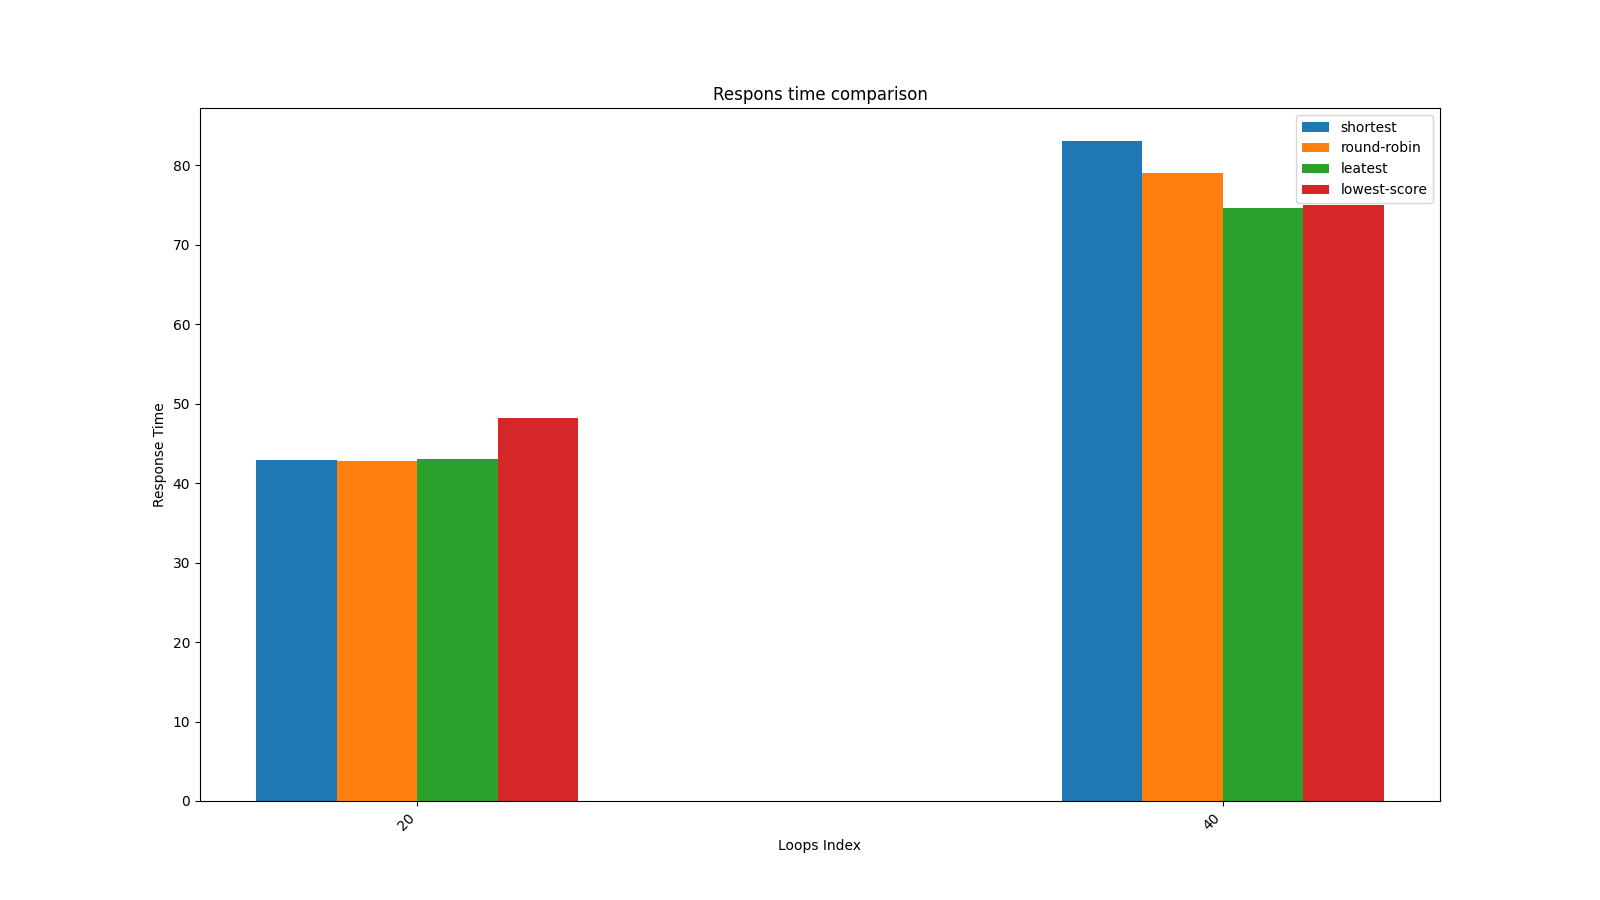 Respons time comparison
shortest
round-robin
leatest
lowest-score
Response Time
80
70
60
50
40
30
20
10
0
20
40
Loops Index